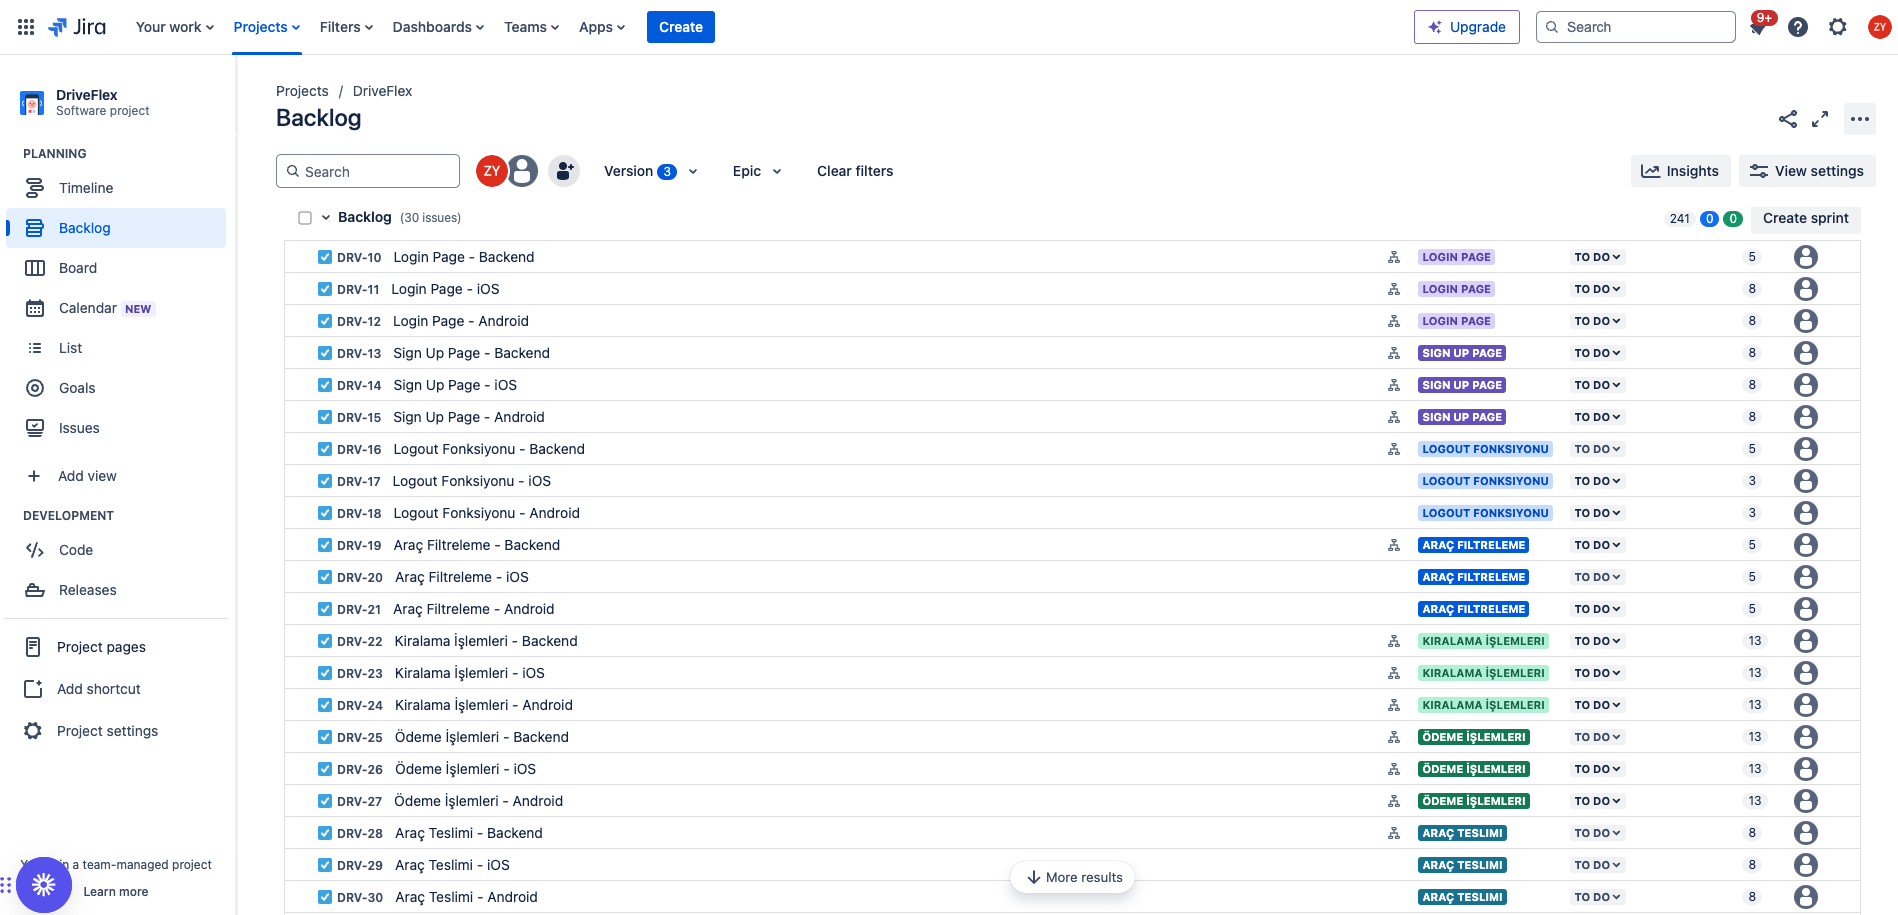 Jira Your work Projects Filters Dashboards Teams Apps Create Upgrade Search 9+ ZY
DriveFlex
Software project
PLANNING
Timeline
Backlog
Board
Calendar NEW
List
Goals
Issues
Add view
DEVELOPMENT
Code
Releases
Project pages
Add shortcut
Project settings
n a team-managed project
Learn more
Projects / DriveFlex
Backlog
Search ZY Version 3 Epic Clear filters Insights View settings
Backlog (30 issues) 241 0 0 Create sprint
DRV-10 Login Page - Backend LOGIN PAGE TO DO 5
DRV-11 Login Page - iOS LOGIN PAGE TO DO 8
DRV-12 Login Page - Android LOGIN PAGE TO DO 8
DRV-13 Sign Up Page - Backend SIGN UP PAGE TO DO 8
DRV-14 Sign Up Page - iOS SIGN UP PAGE TO DO 8
DRV-15 Sign Up Page - Android SIGN UP PAGE TO DO 8
DRV-16 Logout Fonksiyonu - Backend LOGOUT FONKSIYONU TO DO 5
DRV-17 Logout Fonksiyonu - iOS LOGOUT FONKSIYONU TO DO 3
DRV-18 Logout Fonksiyonu - Android LOGOUT FONKSIYONU TO DO 3
DRV-19 Araç Filtreleme - Backend ARAÇ FILTRELEME TO DO 5
DRV-20 Araç Filtreleme - iOS ARAÇ FILTRELEME TO DO 5
DRV-21 Araç Filtreleme - Android ARAÇ FILTRELEME TO DO 5
DRV-22 Kiralama İşlemleri - Backend KIRALAMA İŞLEMLERI TO DO 13
DRV-23 Kiralama İşlemleri - iOS KIRALAMA İŞLEMLERI TO DO 13
DRV-24 Kiralama İşlemleri - Android KIRALAMA İŞLEMLERI TO DO 13
DRV-25 Ödeme İşlemleri - Backend ÖDEME İŞLEMLERI TO DO 13
DRV-26 Ödeme İşlemleri - iOS ÖDEME İŞLEMLERI TO DO 13
DRV-27 Ödeme İşlemleri - Android ÖDEME İŞLEMLERI TO DO 13
DRV-28 Araç Teslimi - Backend ARAÇ TESLIMI TO DO 8
DRV-29 Araç Teslimi - iOS ARAÇ TESLIMI TO DO 8
More results
DRV-30 Araç Teslimi - Android ARAÇ TESLIMI TO DO 8